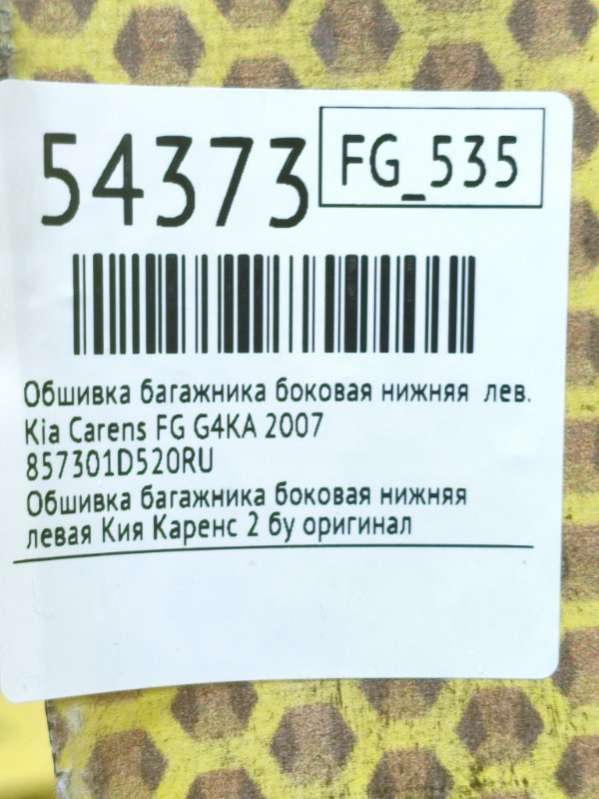 54373
FG_535
Обшивка багажника боковая нижняя лев.
Kia Carens FG G4KA 2007
857301D520RU
Обшивка багажника боковая нижняя
левая Кия Каренс 2 бу оригинал